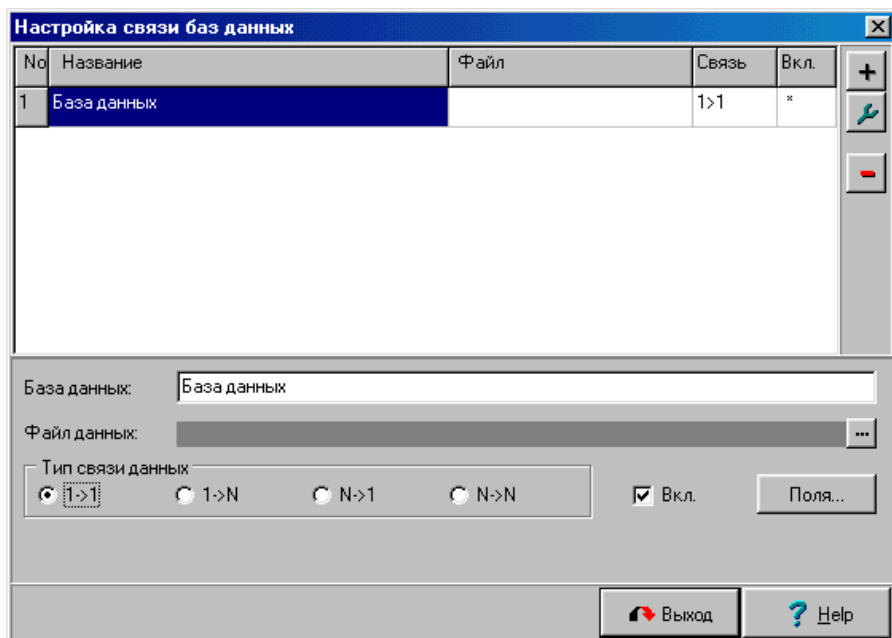 Настройка связи баз данных
No Название Файл Связь Вкл.
1 База данных 1>1 *
База данных: База данных
Файл данных: ...
Тип связи данных
1->1 1->N N->1 N->N Вкл. Поля...
Выход Help